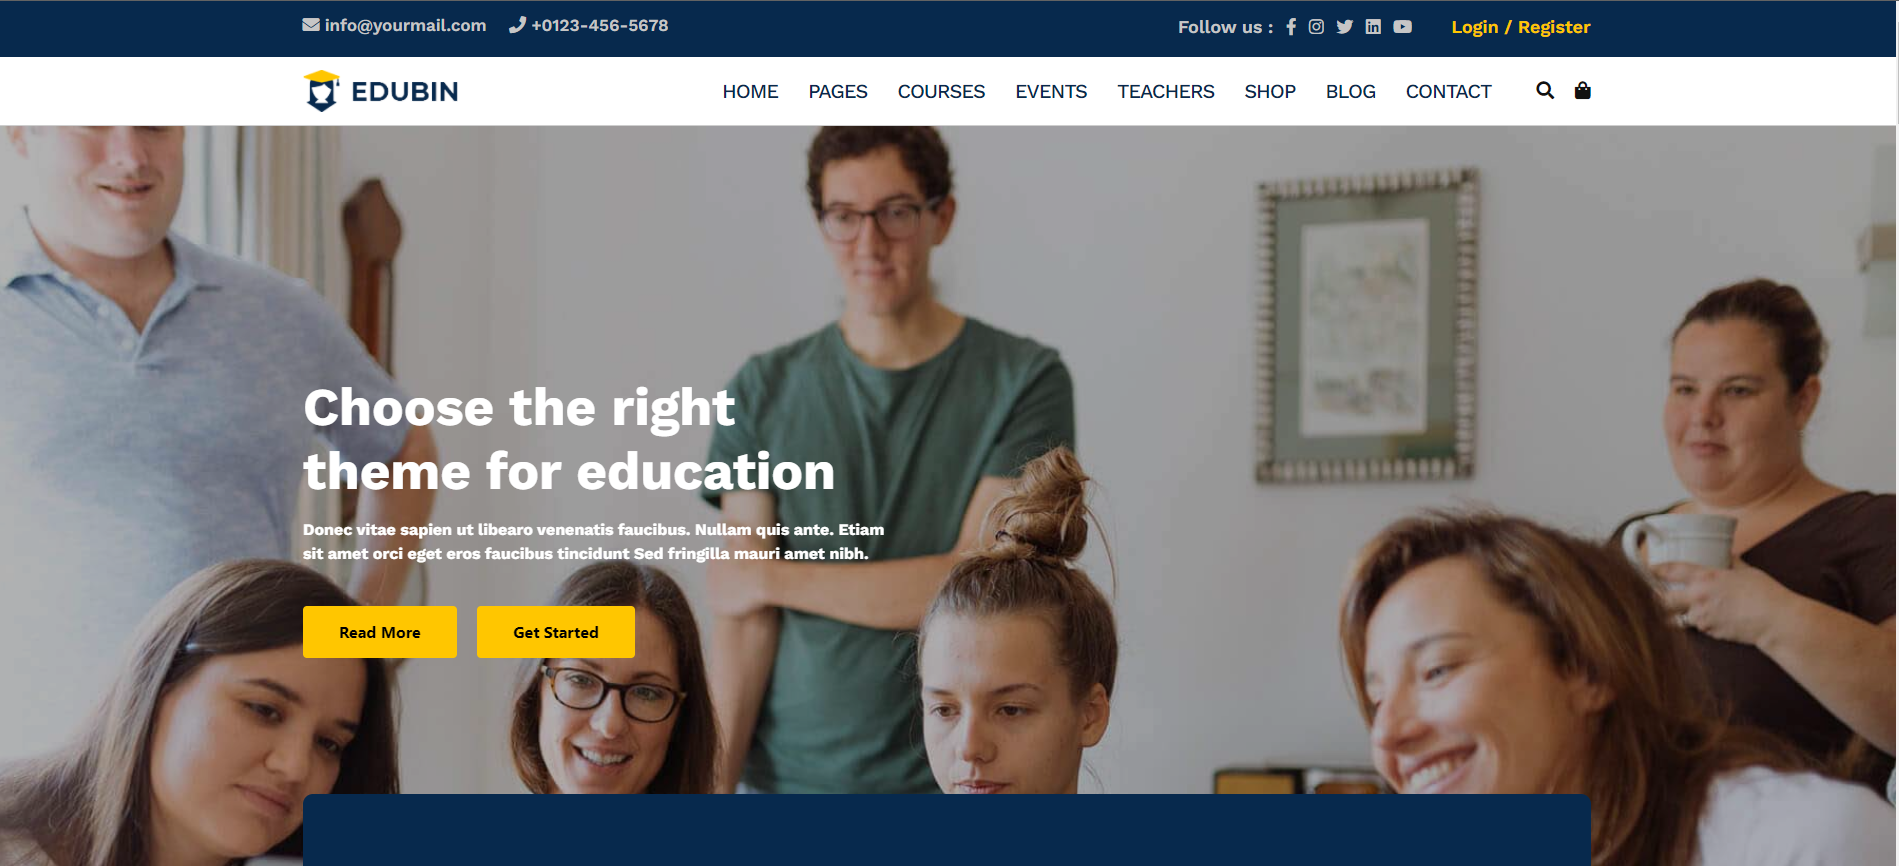 info@yourmail.com +0123-456-5678 Follow us : Login / Register
EDUBIN HOME PAGES COURSES EVENTS TEACHERS SHOP BLOG CONTACT
Choose the right
theme for education
Donec vitae sapien ut libearo venenatis faucibus. Nullam quis ante. Etiam
sit amet orci eget eros faucibus tincidunt Sed fringilla mauri amet nibh.
Read More Get Started